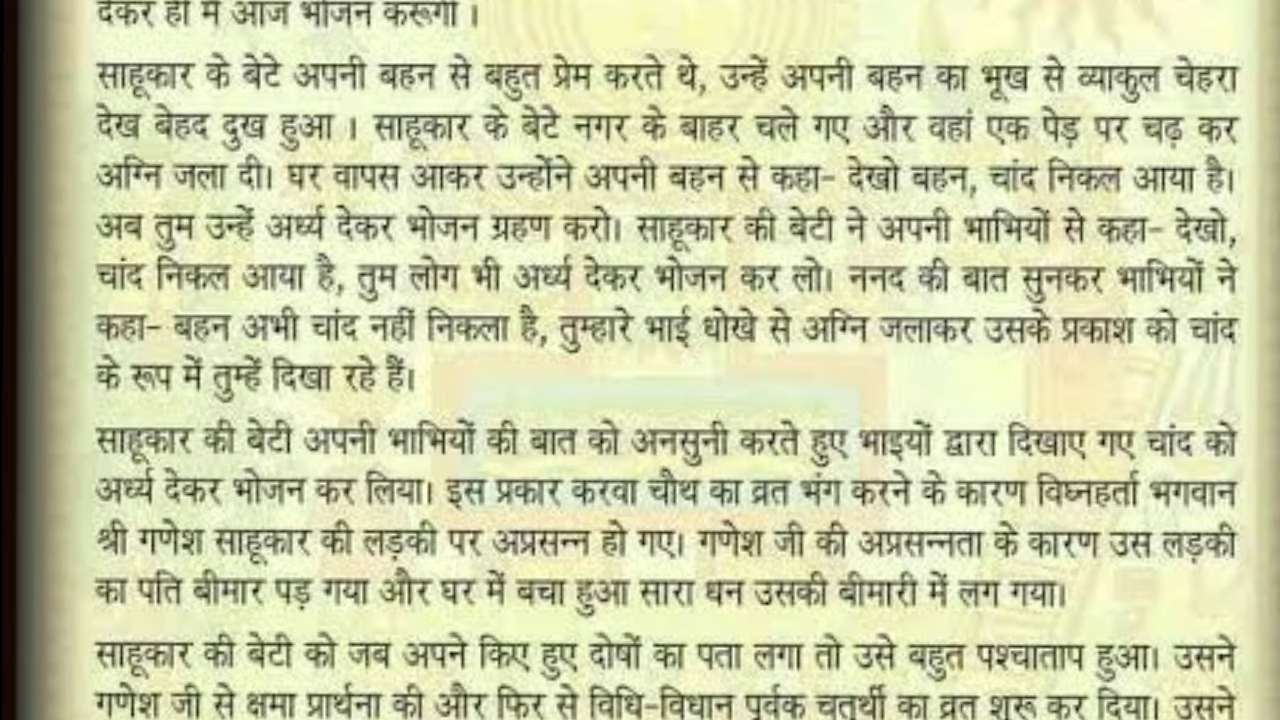 देकर ही मैं आज भोजन करूंगी ।
साहूकार के बेटे अपनी बहन से बहुत प्रेम करते थे, उन्हें अपनी बहन का भूख से व्याकुल चेहरा
देख बेहद दुख हुआ । साहूकार के बेटे नगर के बाहर चले गए और वहां एक पेड़ पर चढ़ कर
अग्नि जला दी। घर वापस आकर उन्होंने अपनी बहन से कहा- देखो बहन, चांद निकल आया है।
अब तुम उन्हें अर्ध्य देकर भोजन ग्रहण करो। साहूकार की बेटी ने अपनी भाभियों से कहा- देखो,
चांद निकल आया है, तुम लोग भी अर्ध्य देकर भोजन कर लो। ननद की बात सुनकर भाभियों ने
कहा- बहन अभी चांद नहीं निकला है, तुम्हारे भाई धोखे से अग्नि जलाकर उसके प्रकाश को चांद
के रूप में तुम्हें दिखा रहे हैं।
साहूकार की बेटी अपनी भाभियों की बात को अनसुनी करते हुए भाइयों द्वारा दिखाए गए चांद को
अर्ध्य देकर भोजन कर लिया। इस प्रकार करवा चौथ का व्रत भंग करने के कारण विघ्नहर्ता भगवान
श्री गणेश साहूकार की लड़की पर अप्रसन्न हो गए। गणेश जी की अप्रसन्नता के कारण उस लड़की
का पति बीमार पड़ गया और घर में बचा हुआ सारा धन उसकी बीमारी में लग गया।
साहूकार की बेटी को जब अपने किए हुए दोषों का पता लगा तो उसे बहुत पश्चाताप हुआ। उसने
गणेश जी से क्षमा प्रार्थना की और फिर से विधि-विधान पूर्वक चतुर्थी का व्रत शुरू कर दिया। उसने